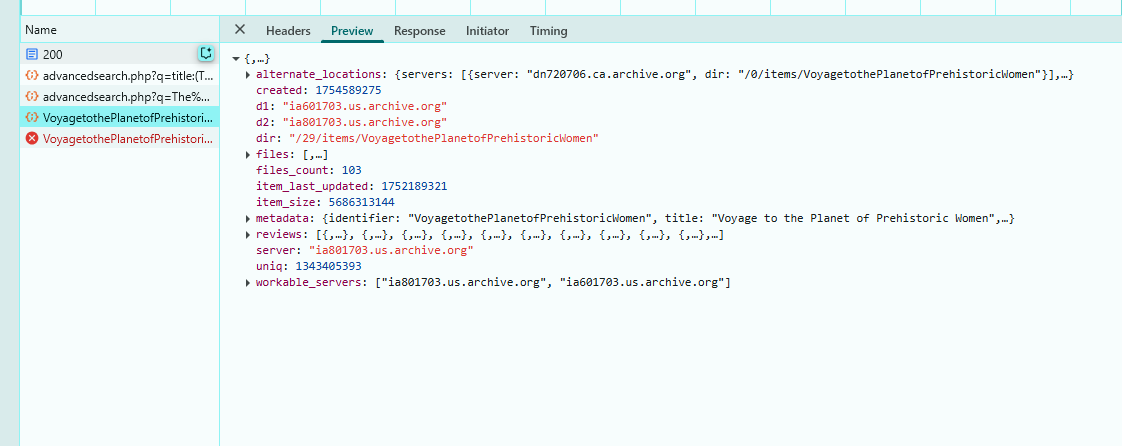 Name
Headers Preview Response Initiator Timing
200
advancedsearch.php?q=title:(T...
advancedsearch.php?q=The%...
VoyagetothePlanetofPrehistori...
VoyagetothePlanetofPrehistori...
{,…}
alternate_locations: {servers: [{server: "dn720706.ca.archive.org", dir: "/0/items/VoyagetothePlanetofPrehistoricWomen"}],…}
created: 1754589275
d1: "ia601703.us.archive.org"
d2: "ia801703.us.archive.org"
dir: "/29/items/VoyagetothePlanetofPrehistoricWomen"
files: [,…]
files_count: 103
item_last_updated: 1752189321
item_size: 5686313144
metadata: {identifier: "VoyagetothePlanetofPrehistoricWomen", title: "Voyage to the Planet of Prehistoric Women",…}
reviews: [{,…}, {,…}, {,…}, {,…}, {,…}, {,…}, {,…}, {,…}, {,…}, {,…},…]
server: "ia801703.us.archive.org"
uniq: 1343405393
workable_servers: ["ia801703.us.archive.org", "ia601703.us.archive.org"]